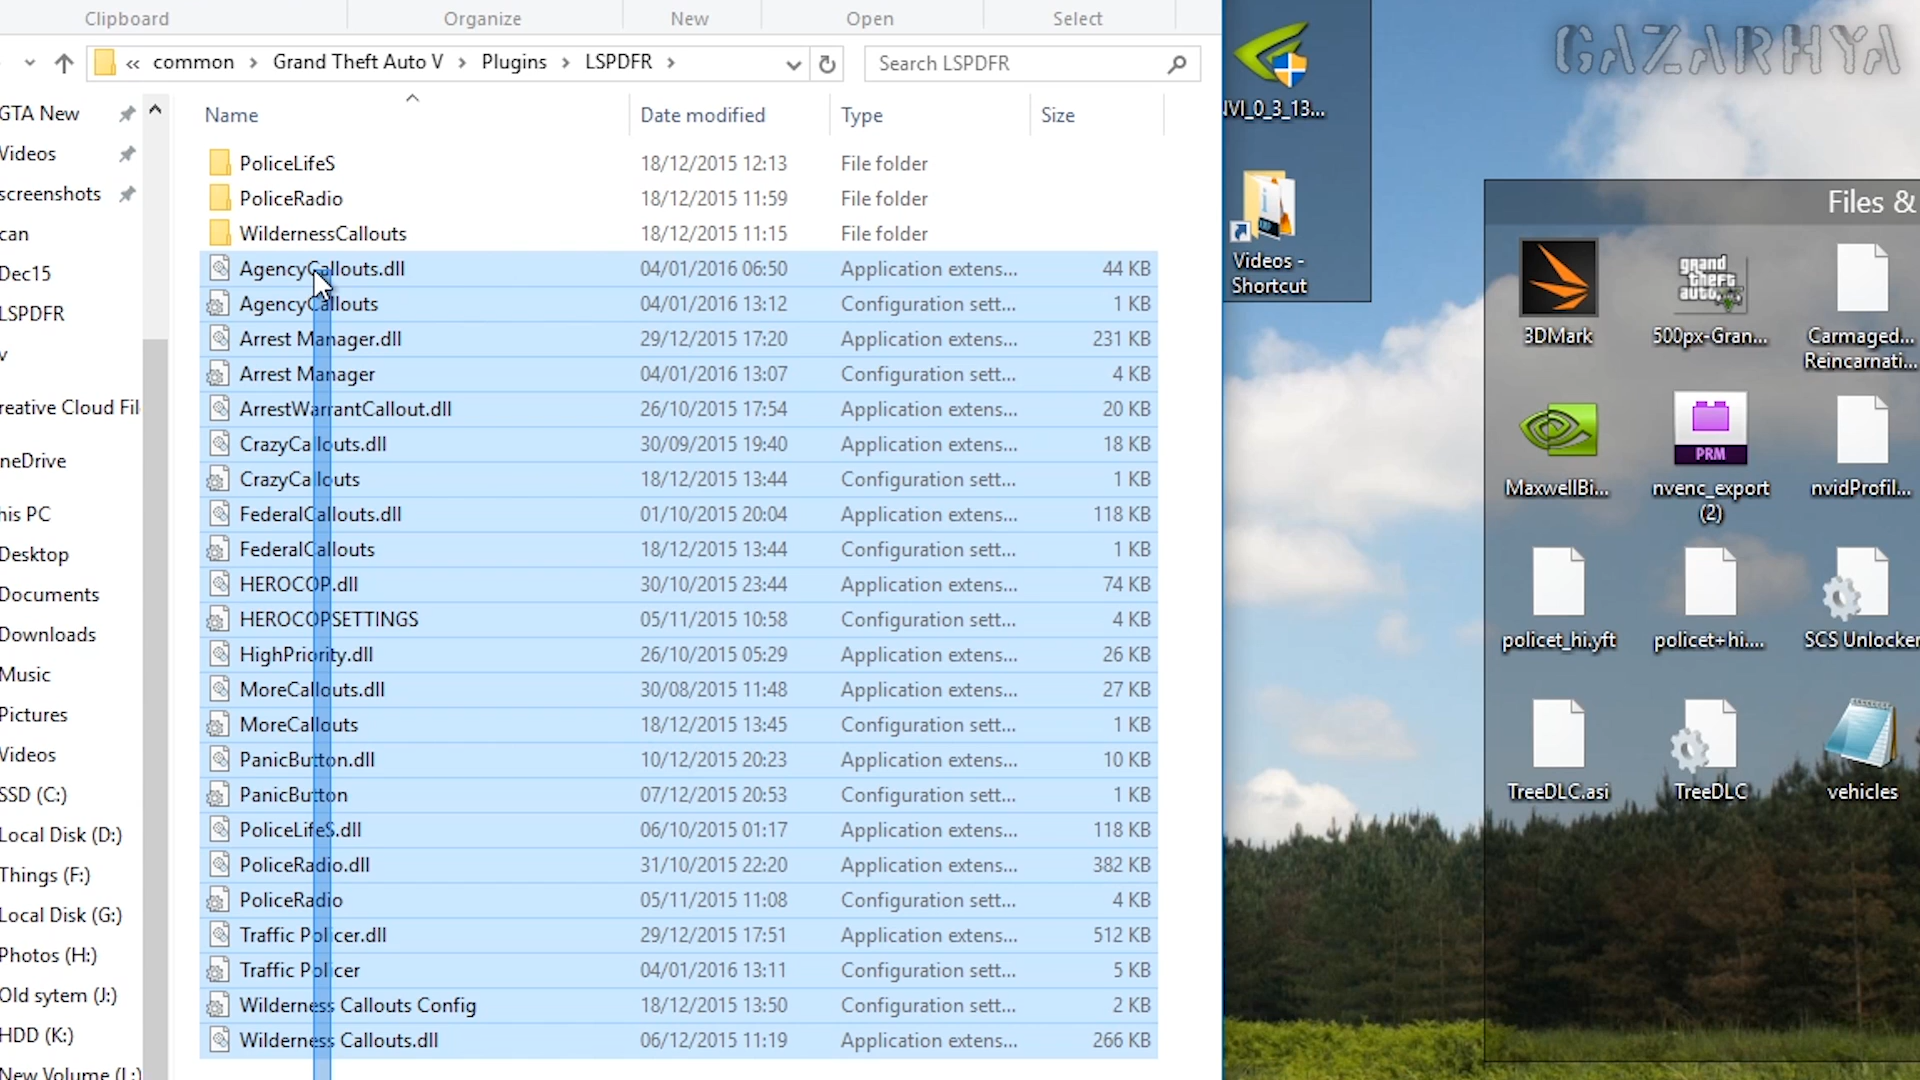 Clipboard Organize New Open Select
« common › Grand Theft Auto V › Plugins › LSPDFR ›
Search LSPDFR
GTA New
Videos
screenshots
can
Dec15
LSPDFR
v
reative Cloud Fil
neDrive
his PC
Desktop
Documents
Downloads
Music
Pictures
Videos
SSD (C:)
Local Disk (D:)
Things (F:)
Local Disk (G:)
Photos (H:)
Old sytem (J:)
HDD (K:)
New Volume (L:)
Name Date modified Type Size
PoliceLifeS 18/12/2015 12:13 File folder
PoliceRadio 18/12/2015 11:59 File folder
WildernessCallouts 18/12/2015 11:15 File folder
AgencyCallouts.dll 04/01/2016 06:50 Application extens... 44 KB
AgencyCallouts 04/01/2016 13:12 Configuration sett... 1 KB
Arrest Manager.dll 29/12/2015 17:20 Application extens... 231 KB
Arrest Manager 04/01/2016 13:07 Configuration sett... 4 KB
ArrestWarrantCallout.dll 26/10/2015 17:54 Application extens... 20 KB
CrazyCallouts.dll 30/09/2015 19:40 Application extens... 18 KB
CrazyCallouts 18/12/2015 13:44 Configuration sett... 1 KB
FederalCallouts.dll 01/10/2015 20:04 Application extens... 118 KB
FederalCallouts 18/12/2015 13:44 Configuration sett... 1 KB
HEROCOP.dll 30/10/2015 23:44 Application extens... 74 KB
HEROCOPSETTINGS 05/11/2015 10:58 Configuration sett... 4 KB
HighPriority.dll 26/10/2015 05:29 Application extens... 26 KB
MoreCallouts.dll 30/08/2015 11:48 Application extens... 27 KB
MoreCallouts 18/12/2015 13:45 Configuration sett... 1 KB
PanicButton.dll 10/12/2015 20:23 Application extens... 10 KB
PanicButton 07/12/2015 20:53 Configuration sett... 1 KB
PoliceLifeS.dll 06/10/2015 01:17 Application extens... 118 KB
PoliceRadio.dll 31/10/2015 22:20 Application extens... 382 KB
PoliceRadio 05/11/2015 11:08 Configuration sett... 4 KB
Traffic Policer.dll 29/12/2015 17:51 Application extens... 512 KB
Traffic Policer 04/01/2016 13:11 Configuration sett... 5 KB
Wilderness Callouts Config 18/12/2015 13:50 Configuration sett... 2 KB
Wilderness Callouts.dll 06/12/2015 11:19 Application extens... 266 KB
GAZARHYA
NVI_0_3_13...
Videos -
Shortcut
Files &
grand
theft
auto
3DMark
500px-Gran...
Carmaged...
Reincarnati...
PRM
MaxwellBi...
nvenc_export
(2)
nvidProfil...
policet_hi.yft
policet+hi....
SCS Unlocker
TreeDLC.asi
TreeDLC
vehicles